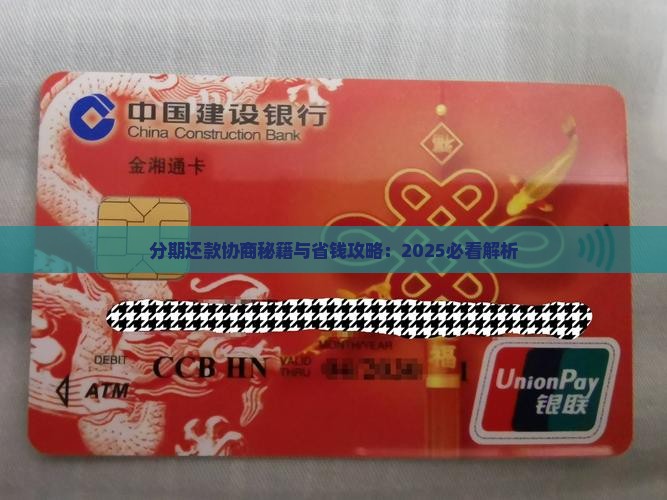 中国建设银行
China Construction Bank
金湘通卡
福
分期还款协商秘籍与省钱攻略：2025必看解析
MONTH/YEAR
DEBIT
CCB HN
VALID
THRU
福
ATM
UnionPay
银联